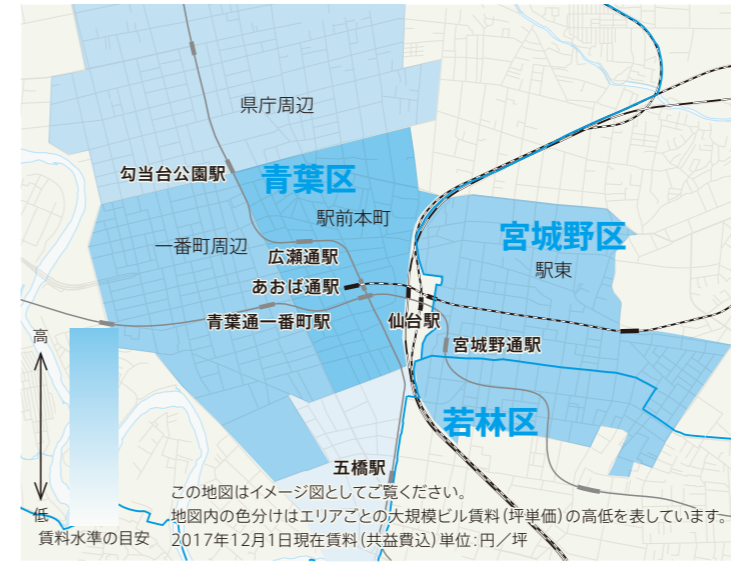 県庁周辺
勾当台公園駅
青葉区
駅前本町
一番町周辺
宮城野区
駅東
広瀬通駅
あおば通駅
青葉通一番町駅
仙台駅
宮城野通駅
若林区
五橋駅
高
低
賃料水準の目安
この地図はイメージ図としてご覧ください。
地図内の色分けはエリアごとの大規模ビル賃料(坪単価)の高低を表しています。
2017年12月1日現在賃料(共益費込)単位:円／坪